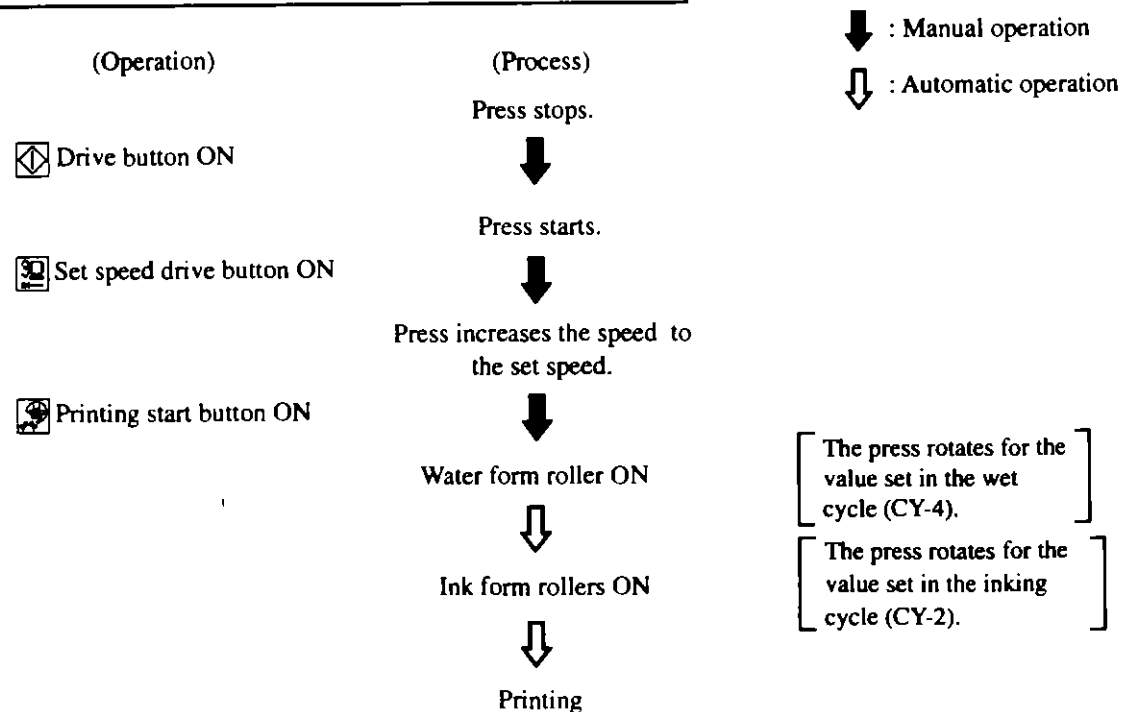 : Manual operation
(Operation)
(Process)
: Automatic operation
Press stops.
Drive button ON
Press starts.
Set speed drive button ON
Press increases the speed to
the set speed.
Printing start button ON
Water form roller ON
The press rotates for the
value set in the wet
cycle (CY-4).
Ink form rollers ON
The press rotates for the
value set in the inking
cycle (CY-2).
Printing